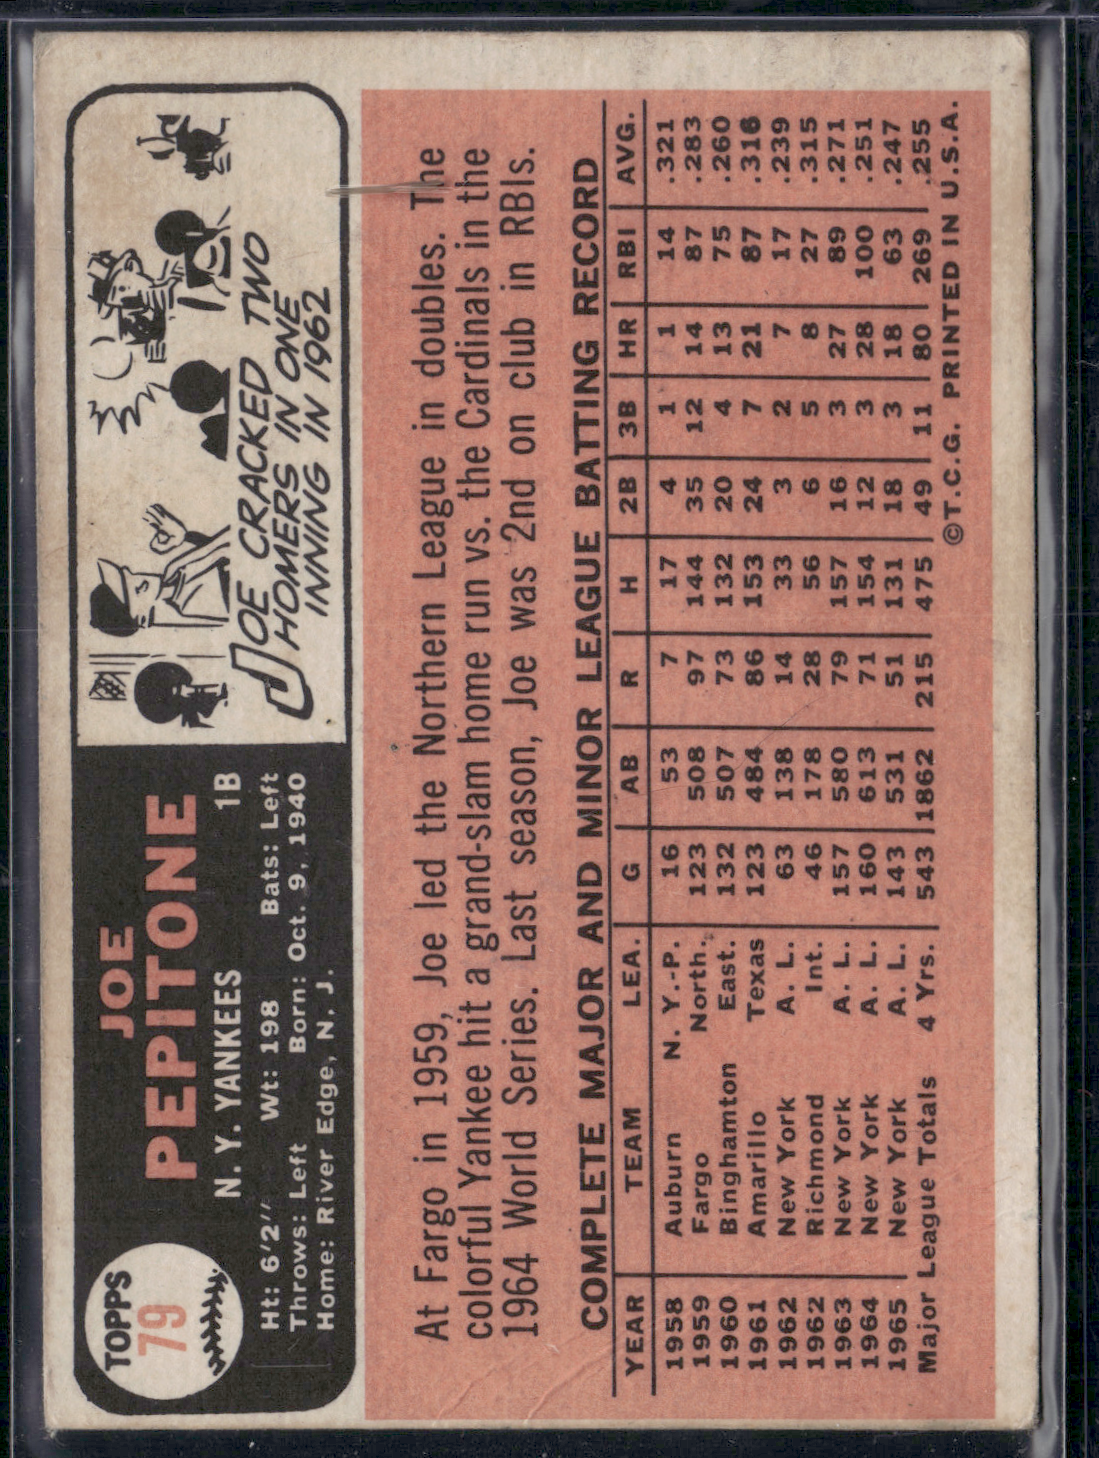 TOPPS
79
JOE
PEPITONE
N. Y. YANKEES 1B
Ht: 6'2" Wt: 198 Bats: Left
Throws: Left Born: Oct. 9, 1940
Home: River Edge, N. J.
JOE CRACKED TWO
HOMERS IN ONE
INNING IN 1962
At Fargo in 1959, Joe led the Northern League in doubles. The
colorful Yankee hit a grand-slam home run vs. the Cardinals in the
1964 World Series. Last season, Joe was 2nd on club in RBIs.
COMPLETE MAJOR AND MINOR LEAGUE BATTING RECORD
YEAR TEAM LEA. G AB R H 2B 3B HR RBI AVG.
1958 Auburn N. Y.-P. 16 53 7 17 4 1 1 14 .321
1959 Fargo North. 123 508 97 144 35 12 14 87 .283
1960 Binghamton East. 132 507 73 132 20 4 13 75 .260
1961 Amarillo Texas 123 484 86 153 24 7 21 87 .316
1962 New York A. L. 63 138 14 33 3 2 7 17 .239
1962 Richmond Int. 46 178 28 56 6 5 8 27 .315
1963 New York A. L. 157 580 79 157 16 3 27 89 .271
1964 New York A. L. 160 613 71 154 12 3 28 100 .251
1965 New York A. L. 143 531 51 131 18 3 18 63 .247
Major League Totals 4 Yrs. 543 1862 215 475 49 11 80 269 .255
©T.C.G. PRINTED IN U.S.A.